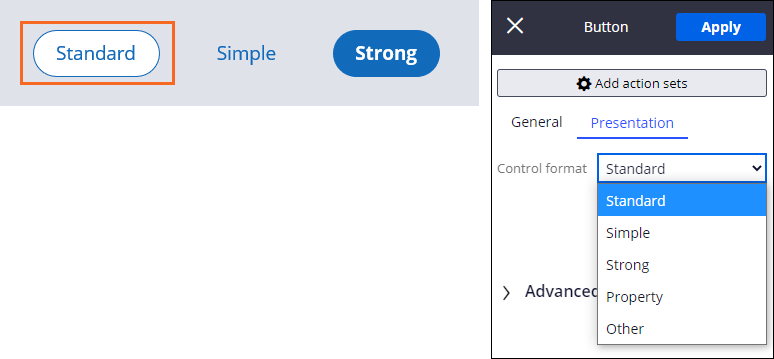 Standard Simple Strong
Button Apply
Add action sets
General Presentation
Control format Standard
Standard
Simple
Strong
Property
Advanced
Other